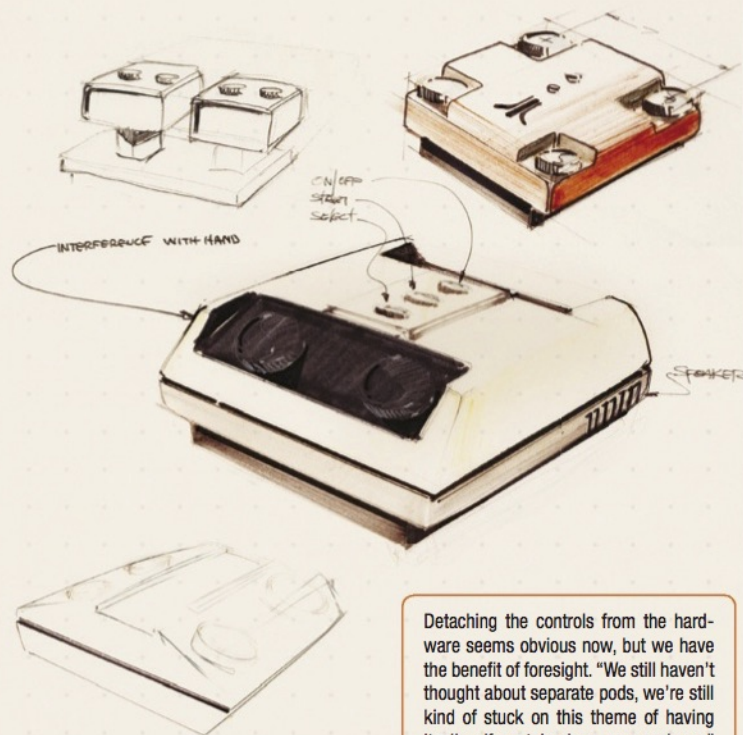 ON/OFF
START
SELECT
INTERFERENCE WITH HAND
SPEAKER
Detaching the controls from the hard-
ware seems obvious now, but we have
the benefit of foresight. “We still haven't
thought about separate pods, we're still
kind of stuck on this theme of having